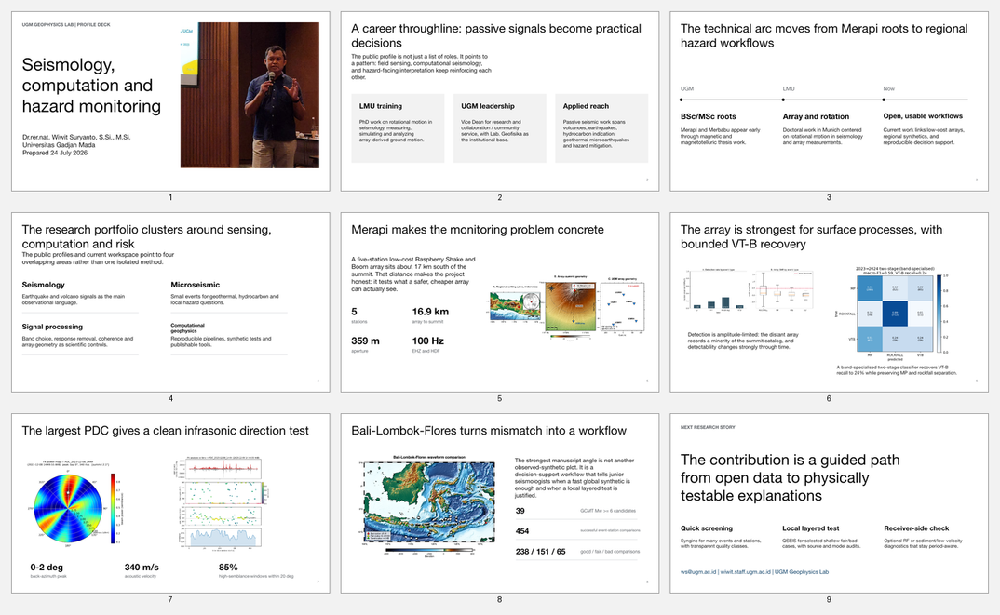 UGM GEOPHYSICS LAB | PROFILE DECK
Seismology,
computation and
hazard monitoring
Dr.rer.nat. Wiwit Suryanto, S.Si., M.Si.
Universitas Gadjah Mada
Prepared 24 July 2026
1
A career throughline: passive signals become practical
decisions
The public profile is not just a list of roles. It points to
a pattern: field sensing, computational seismology,
and hazard-facing interpretation keep reinforcing each
other.
LMU training
PhD work on rotational motion in
seismology, measuring,
simulating and analyzing
array-derived ground motion.
UGM leadership
Vice Dean for research and
collaboration / community
service, with Lab. Geofisika as
the institutional base.
Applied reach
Passive seismic work spans
volcanoes, earthquakes,
hydrocarbon indication,
geothermal microearthquakes
and hazard mitigation.
2
The technical arc moves from Merapi roots to regional
hazard workflows
UGM
LMU
Now
BSc/MSc roots
Merapi and Merbabu appear early
through magnetic and
magnetotelluric thesis work.
Array and rotation
Doctoral work in Munich centered
on rotational motion in seismology
and array measurements.
Open, usable workflows
Current work links low-cost arrays,
regional synthetics, and
reproducible decision support.
3
The research portfolio clusters around sensing,
computation and risk
The public profiles and current workspace point to four
overlapping areas rather than one isolated method.
Seismology
Earthquake and volcano signals as the main
observational language.
Microseismic
Small events for geothermal, hydrocarbon and
local hazard questions.
Signal processing
Band choice, response removal, coherence and
array geometry as scientific controls.
Computational
geophysics
Reproducible pipelines, synthetic tests and
publishable tools.
4
Merapi makes the monitoring problem concrete
A five-station low-cost Raspberry Shake and
Boom array sits about 17 km south of the
summit. That distance makes the project
honest: it tests what a safer, cheaper array
can actually see.
5
stations
16.9 km
array to summit
359 m
aperture
100 Hz
EHZ and HDF
5
The array is strongest for surface processes, with
bounded VT-B recovery
2023→2024 two-stage (band-specialised)
macro-F1=0.59, VT-B recall=0.24
MP
ROCKFALL
VTB
MP
ROCKFALL
VTB
predicted
Detection is amplitude-limited: the distant array
records a minority of the summit catalog, and
detectability changes strongly through time.
A band-specialised two-stage classifier recovers VT-B
recall to 24% while preserving MP and rockfall separation.
6
The largest PDC gives a clean infrasonic direction test
0-2 deg
back-azimuth peak
340 m/s
acoustic velocity
85%
high-semblance windows within 20 deg
7
Bali-Lombok-Flores turns mismatch into a workflow
Bali-Lombok-Flores waveform comparison
The strongest manuscript angle is not another
observed-synthetic plot. It is a
decision-support workflow that tells junior
seismologists when a fast global synthetic is
enough and when a local layered test is
justified.
39
GCMT Mw >= 6 candidates
454
successful event-station comparisons
238 / 151 / 65
good / fair / bad comparisons
8
NEXT RESEARCH STORY
The contribution is a guided path
from open data to physically
testable explanations
Quick screening
Syngine for many events and stations,
with transparent quality classes.
Local layered test
QSEIS for selected shallow fair/bad
cases, with source and model audits.
Receiver-side check
Optional RF or sediment/low-velocity
diagnostics that stay period-aware.
ws@ugm.ac.id | wiwit.staff.ugm.ac.id | UGM Geophysics Lab
9